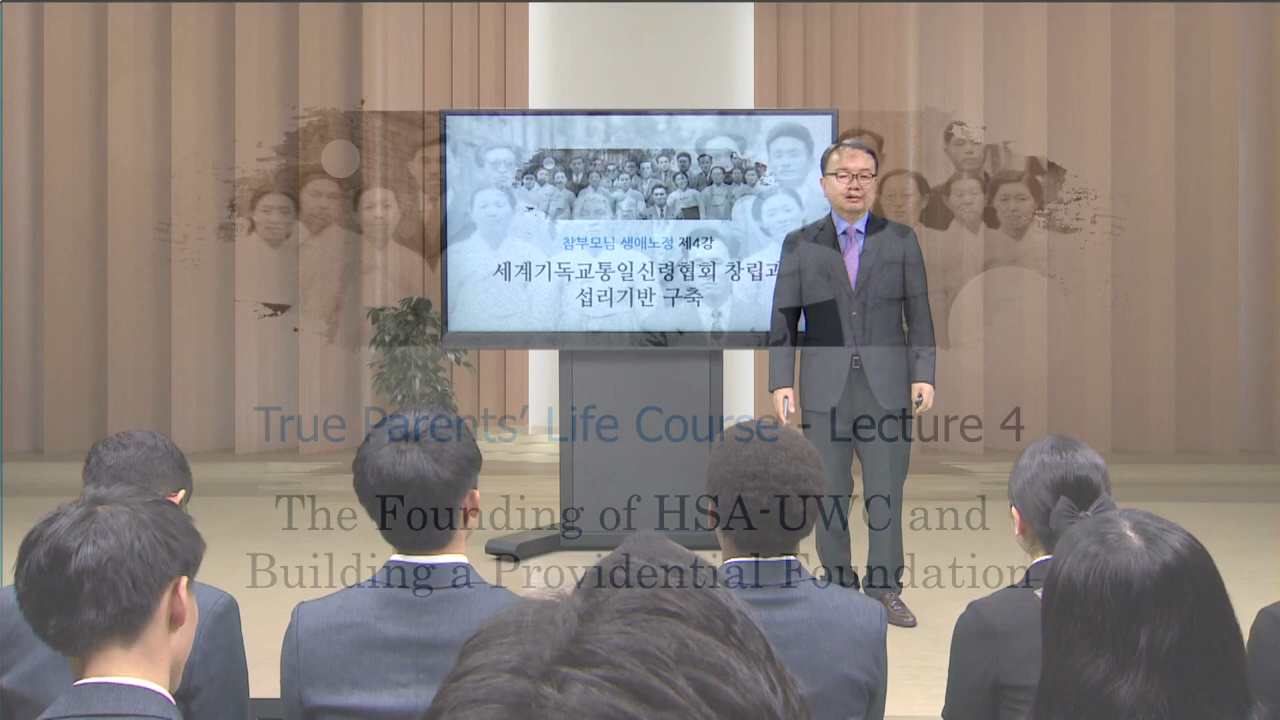 참부모님 생애노정 제4강
세계기독교통일신령협회 창립과
섭리기반 구축
True Parents' Life Course - Lecture 4
The Founding of HSA-UWC and
Building a Providential Foundation